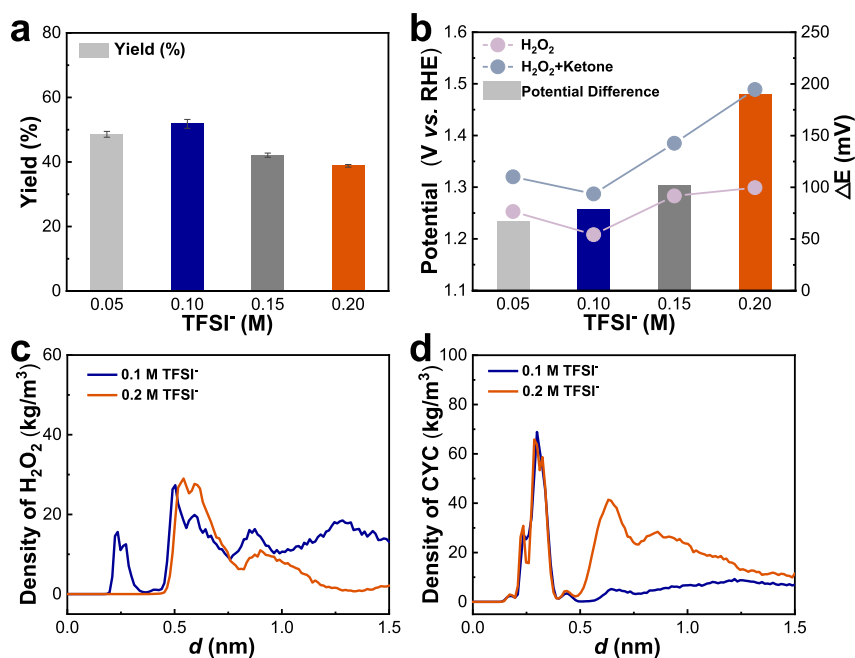 a
Yield (%)
80
60
40
20
0
Yield (%)
0.05 0.10 0.15 0.20
TFSI⁻ (M)
b
H₂O₂
H₂O₂+Ketone
Potential Difference
1.6
1.5
1.4
1.3
1.2
1.1
Potential (V vs. RHE)
250
200
150
100
50
0
ΔE (mV)
0.05 0.10 0.15 0.20
TFSI⁻ (M)
c
0.1 M TFSI⁻
0.2 M TFSI⁻
60
40
20
0
Density of H₂O₂ (kg/m³)
0.0 0.5 1.0 1.5
d (nm)
d
0.1 M TFSI⁻
0.2 M TFSI⁻
100
80
60
40
20
0
Density of CYC (kg/m³)
0.0 0.5 1.0 1.5
d (nm)